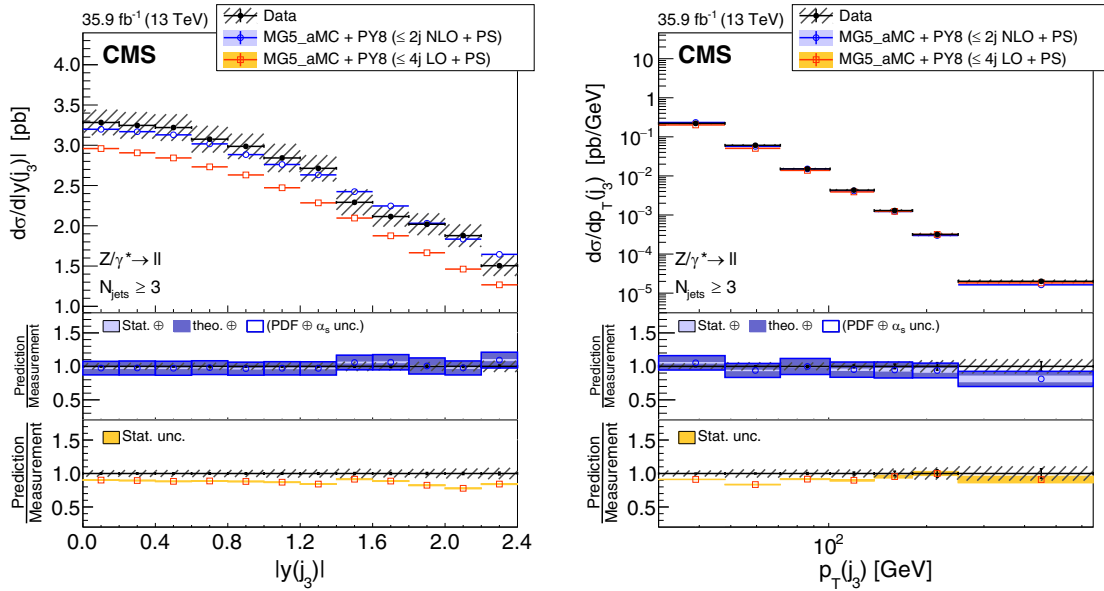 35.9 fb⁻¹ (13 TeV)
Data
MG5_aMC + PY8 (≤ 2j NLO + PS)
MG5_aMC + PY8 (≤ 4j LO + PS)
CMS
dσ/d|y(j₃)| [pb]
4.0
3.5
3.0
2.5
2.0
1.5
1.0
Z/γ*→ ll
N_jets ≥ 3
Stat. ⊕ theo. ⊕ (PDF ⊕ αₛ unc.)
Prediction
Measurement
1.5
1.0
0.5
Stat. unc.
Prediction
Measurement
1.0
0.5
0.0 0.4 0.8 1.2 1.6 2.0 2.4
|y(j₃)|
35.9 fb⁻¹ (13 TeV)
Data
MG5_aMC + PY8 (≤ 2j NLO + PS)
MG5_aMC + PY8 (≤ 4j LO + PS)
CMS
dσ/dp_T(j₃) [pb/GeV]
10
1
10⁻¹
10⁻²
10⁻³
10⁻⁴
10⁻⁵
Z/γ*→ ll
N_jets ≥ 3
Stat. ⊕ theo. ⊕ (PDF ⊕ αₛ unc.)
Prediction
Measurement
1.5
1.0
0.5
Stat. unc.
Prediction
Measurement
1.0
0.5
10²
p_T(j₃) [GeV]